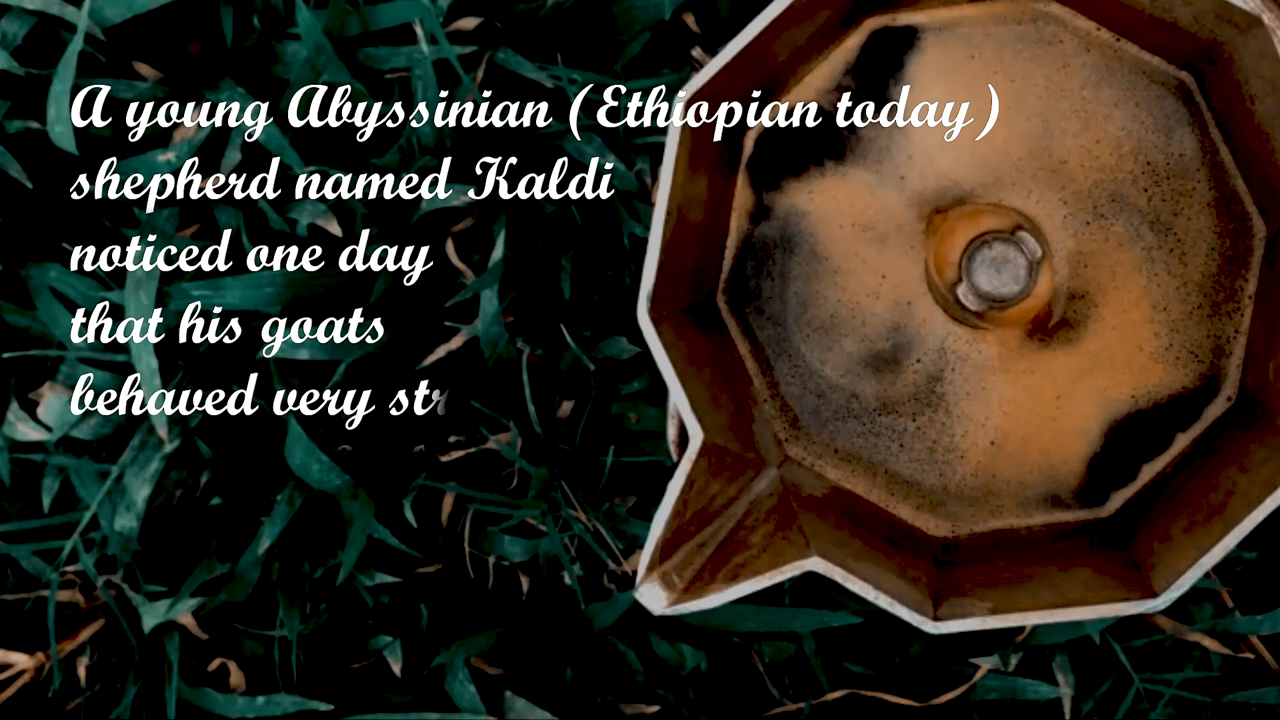 A young Abyssinian (Ethiopian today)
shepherd named Kaldi
noticed one day
that his goats
behaved very str